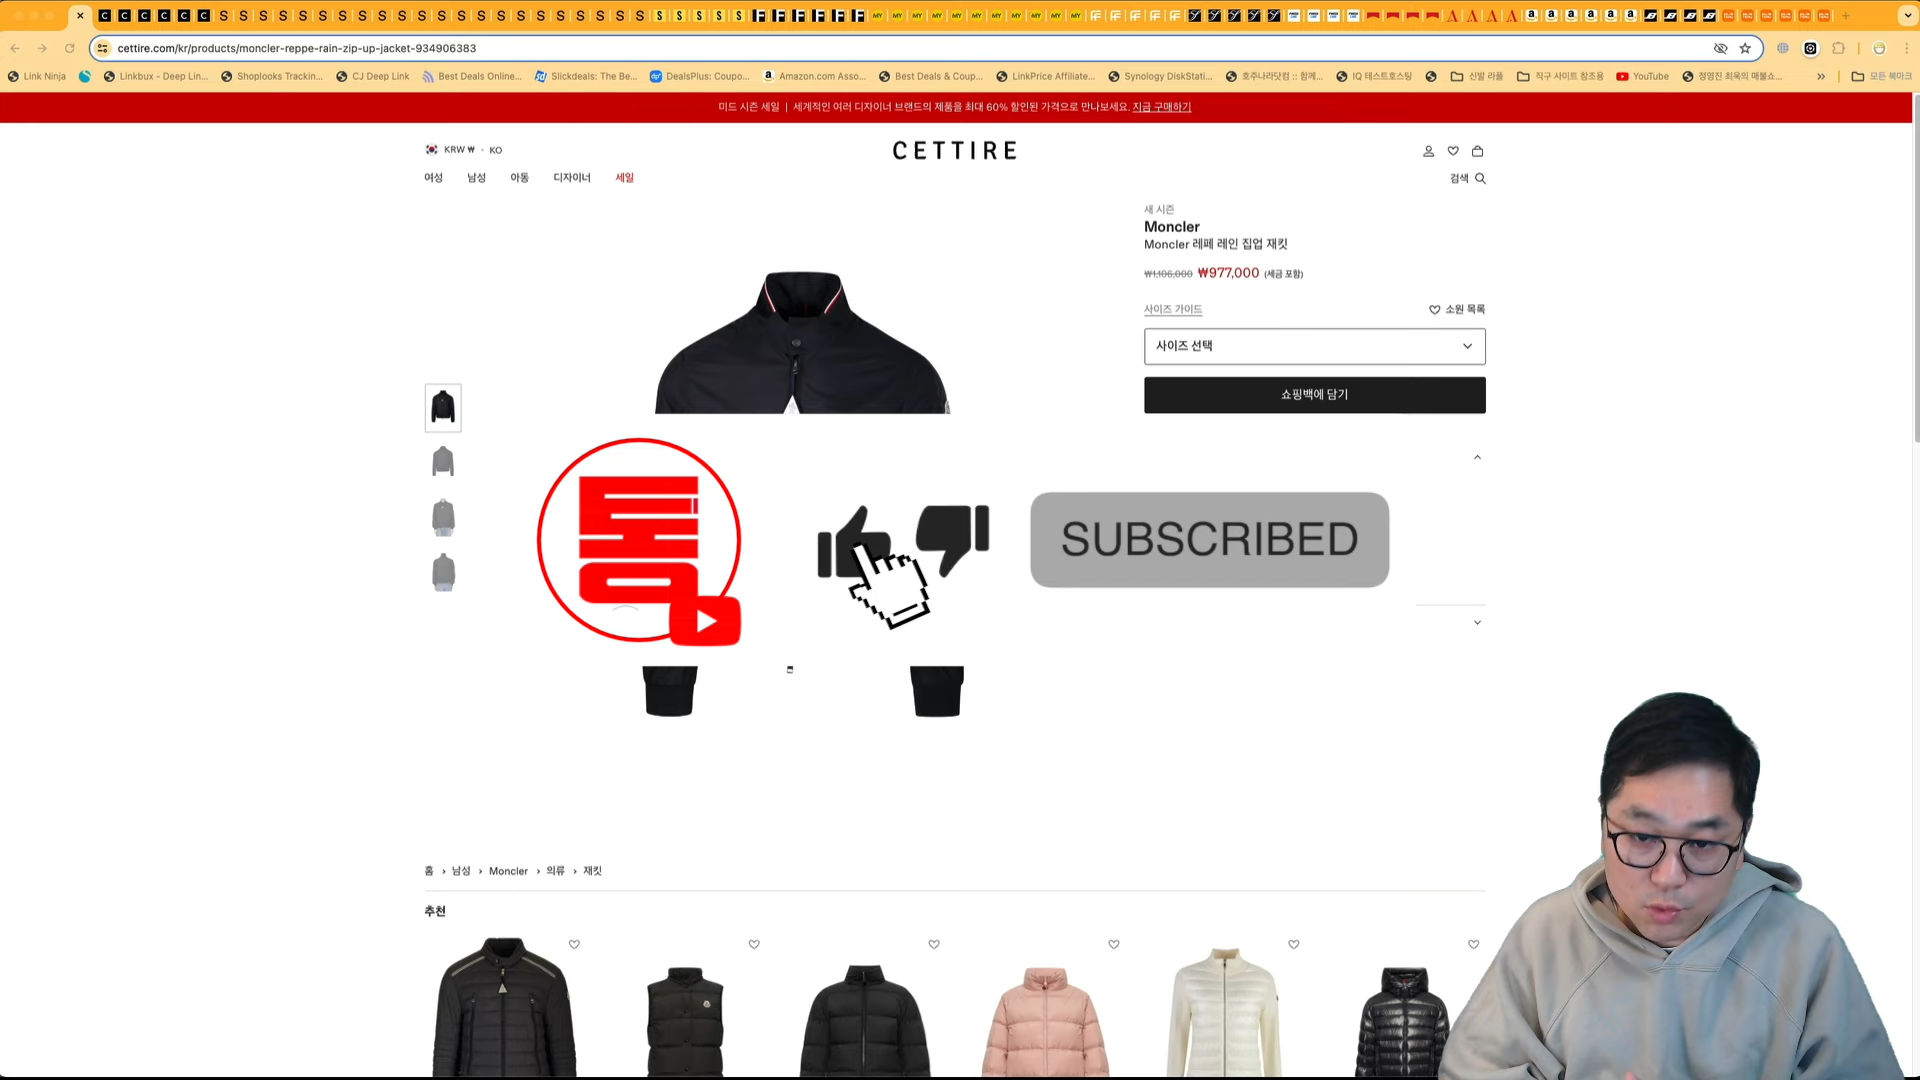 cettire.com/kr/products/moncler-reppe-rain-zip-up-jacket-934906383
Link Ninja
Linkbux - Deep Lin...
Shoplooks Trackin...
CJ Deep Link
Best Deals Online...
Slickdeals: The Be...
DealsPlus: Coupo...
Amazon.com Asso...
Best Deals & Coup...
LinkPrice Affiliate...
Synology DiskStati...
호주나라닷컴 :: 함께...
IQ 테스트호스팅
신발 라플
직구 사이트 참조용
YouTube
정영진 최욱의 매불쇼...
»
모든 북마크
미드 시즌 세일 | 세계적인 여러 디자이너 브랜드의 제품을 최대 60% 할인된 가격으로 만나보세요. 지금 구매하기
KRW ₩ - KO
CETTIRE
여성 남성 아동 디자이너 세일
검색
새 시즌
Moncler
Moncler 레페 레인 집업 재킷
₩1,106,000 ₩977,000 (세금 포함)
사이즈 가이드
소원 목록
사이즈 선택
쇼핑백에 담기
통
SUBSCRIBED
홈 › 남성 › Moncler › 의류 › 재킷
추천